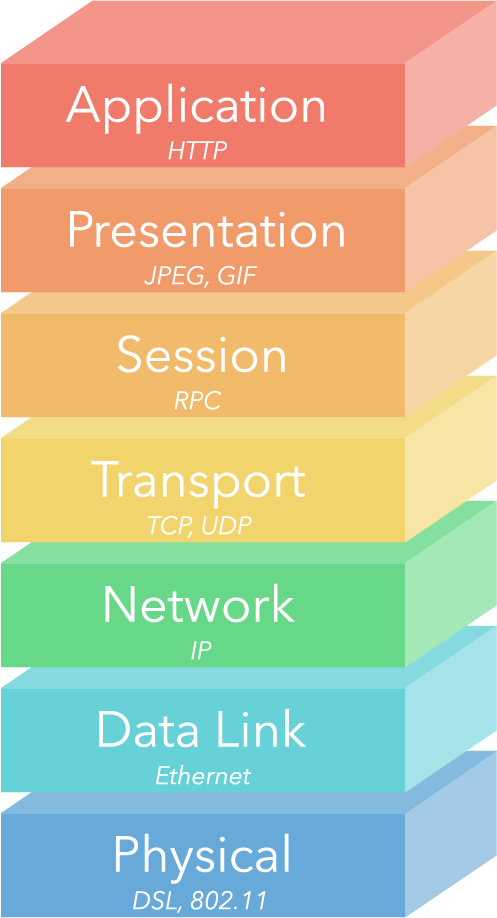 Application
HTTP
Presentation
JPEG, GIF
Session
RPC
Transport
TCP, UDP
Network
IP
Data Link
Ethernet
Physical
DSL, 802.11